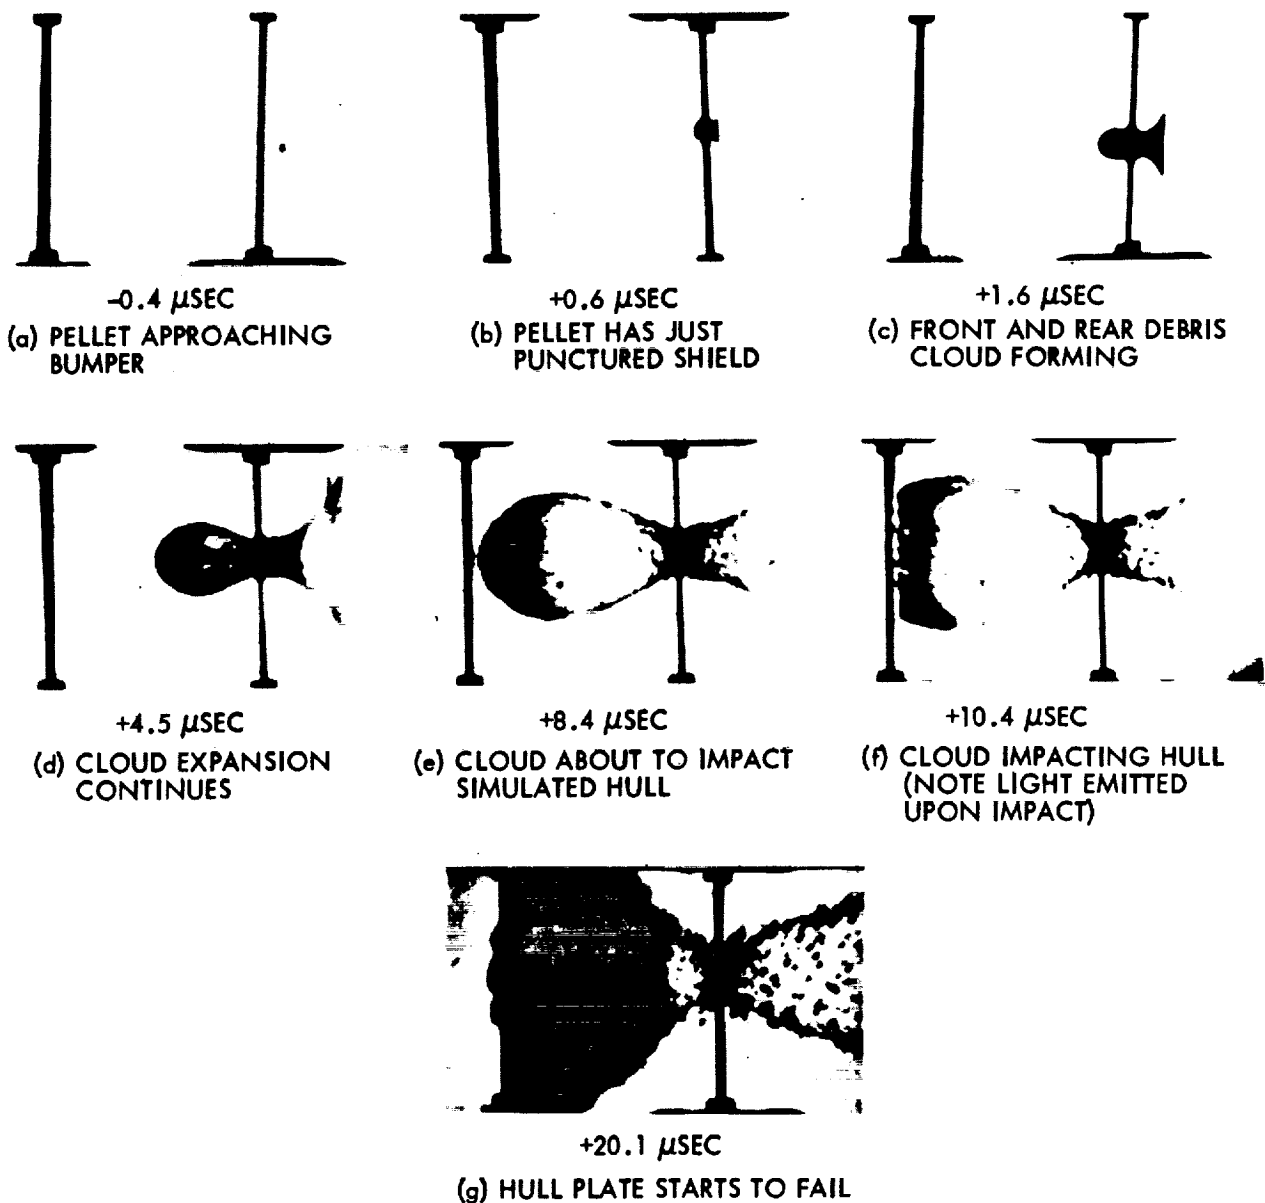 -0.4 μSEC
(a) PELLET APPROACHING
BUMPER
+0.6 μSEC
(b) PELLET HAS JUST
PUNCTURED SHIELD
+1.6 μSEC
(c) FRONT AND REAR DEBRIS
CLOUD FORMING
+4.5 μSEC
(d) CLOUD EXPANSION
CONTINUES
+8.4 μSEC
(e) CLOUD ABOUT TO IMPACT
SIMULATED HULL
+10.4 μSEC
(f) CLOUD IMPACTING HULL
(NOTE LIGHT EMITTED
UPON IMPACT)
+20.1 μSEC
(g) HULL PLATE STARTS TO FAIL